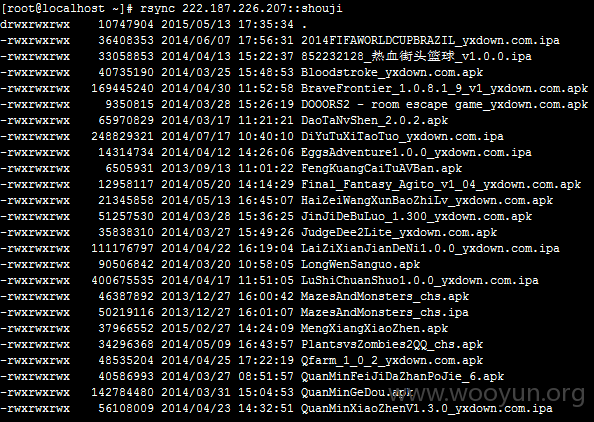 [root@localhost ~]# rsync 222.187.226.207::shouji
drwxrwxrwx 10747904 2015/05/13 17:35:34 .
-rwxrwxrwx 36408353 2014/06/07 16:56:31 2014FIFAWORLDCUPBRAZIL_yxdown.com.ipa
-rwxrwxrwx 33058853 2014/04/13 15:22:37 852232128_热血街头篮球_v1.0.0.ipa
-rwxrwxrwx 40735190 2014/03/25 15:48:53 Bloodstroke_yxdown.com.apk
-rwxrwxrwx 169445240 2014/04/30 11:52:58 BraveFrontier_1.0.8.1_9_v1_yxdown.com.apk
-rwxrwxrwx 9350815 2014/03/28 15:26:19 DOOORS2 - room escape game_yxdown.com.apk
-rwxrwxrwx 65970829 2014/03/17 11:21:21 DaoTaNvShen_2.0.2.apk
-rwxrwxrwx 248829321 2014/07/17 10:40:10 DiYuTuXiTaoTuo_yxdown.com.ipa
-rwxrwxrwx 14314734 2014/04/12 14:26:06 EggsAdventure1.0.0_yxdown.com.ipa
-rwxrwxrwx 6505931 2013/09/13 11:01:22 FengKuangCaiTuAVBan.apk
-rwxrwxrwx 12958117 2014/05/20 14:14:29 Final_Fantasy_Agito_v1_04_yxdown.com.apk
-rwxrwxrwx 21345858 2014/05/13 16:45:07 HaiZeiWangXunBaoZhiLv_yxdown.com.apk
-rwxrwxrwx 51257530 2014/03/28 15:36:25 JinJiDeBuLuo_1.300_yxdown.com.apk
-rwxrwxrwx 35838310 2014/03/27 15:49:26 JudgeDee2Lite_yxdown.com.apk
-rwxrwxrwx 111176797 2014/04/22 16:19:04 LaiZiXianJianDeNi1.0.0_yxdown.com.ipa
-rwxrwxrwx 90506842 2014/03/20 10:58:05 LongWenSanguo.apk
-rwxrwxrwx 400675535 2014/04/17 11:51:05 LuShiChuanShuo1.0.0_yxdown.com.ipa
-rwxrwxrwx 46387892 2013/12/27 16:00:42 MazesAndMonsters_chs.apk
-rwxrwxrwx 50219116 2013/12/27 16:01:07 MazesAndMonsters_chs.ipa
-rwxrwxrwx 37966552 2015/02/27 14:24:09 MengXiangXiaoZhen.apk
-rwxrwxrwx 34296368 2014/05/09 16:43:57 PlantsvsZombies2QQ_chs.apk
-rwxrwxrwx 48535204 2014/04/25 17:22:19 Qfarm_1_0_2_yxdown.com.apk
-rwxrwxrwx 40586993 2014/03/27 08:51:57 QuanMinFeiJiDaZhanPoJie_6.apk
-rwxrwxrwx 142784480 2014/03/31 15:04:53 QuanMinGeDou.apk
-rwxrwxrwx 56108009 2014/04/23 14:32:51 QuanMinXiaoZhenV1.3.0_yxdown.com.ipa
www.wooyun.org